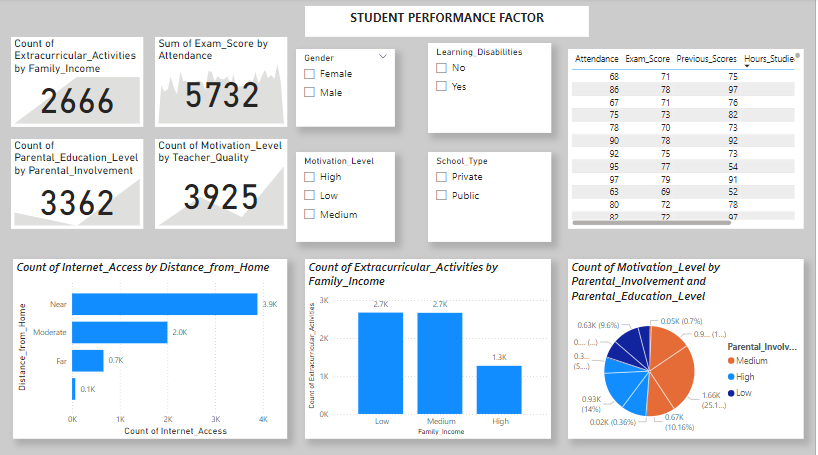 STUDENT PERFORMANCE FACTOR
Count of
Extracurricular_Activities
by Family_Income
2666
Sum of Exam_Score by
Attendance
5732
Gender
Female
Male
Learning_Disabilities
No
Yes
Attendance Exam_Score Previous_Scores Hours_Studie
68 71 75
86 78 97
67 71 76
75 73 82
78 70 73
90 78 92
92 75 73
95 77 54
97 79 91
63 69 52
80 72 78
82 72 97
Count of
Parental_Education_Level
by Parental_Involvement
3362
Count of Motivation_Level
by Teacher_Quality
3925
Motivation_Level
High
Low
Medium
School_Type
Private
Public
Count of Internet_Access by Distance_from_Home
Distance_from_Home
Near 3.9K
Moderate 2.0K
Far 0.7K
0.1K
0K 1K 2K 3K 4K
Count of Internet_Access
Count of Extracurricular_Activities by
Family_Income
Count of Extracurricular_Activities
3K
2K
1K
0K
2.7K 2.7K 1.3K
Low Medium High
Family_Income
Count of Motivation_Level by
Parental_Involvement and
Parental_Education_Level
0.05K (0.7%)
0.9... (1...)
1.66K
(25.1...)
0.67K
(10.16%)
0.02K (0.36%)
0.93K
(14%)
0.3...
(5....)
0.... (...)
0.63K (9.6%)
Parental_Involv...
Medium
High
Low